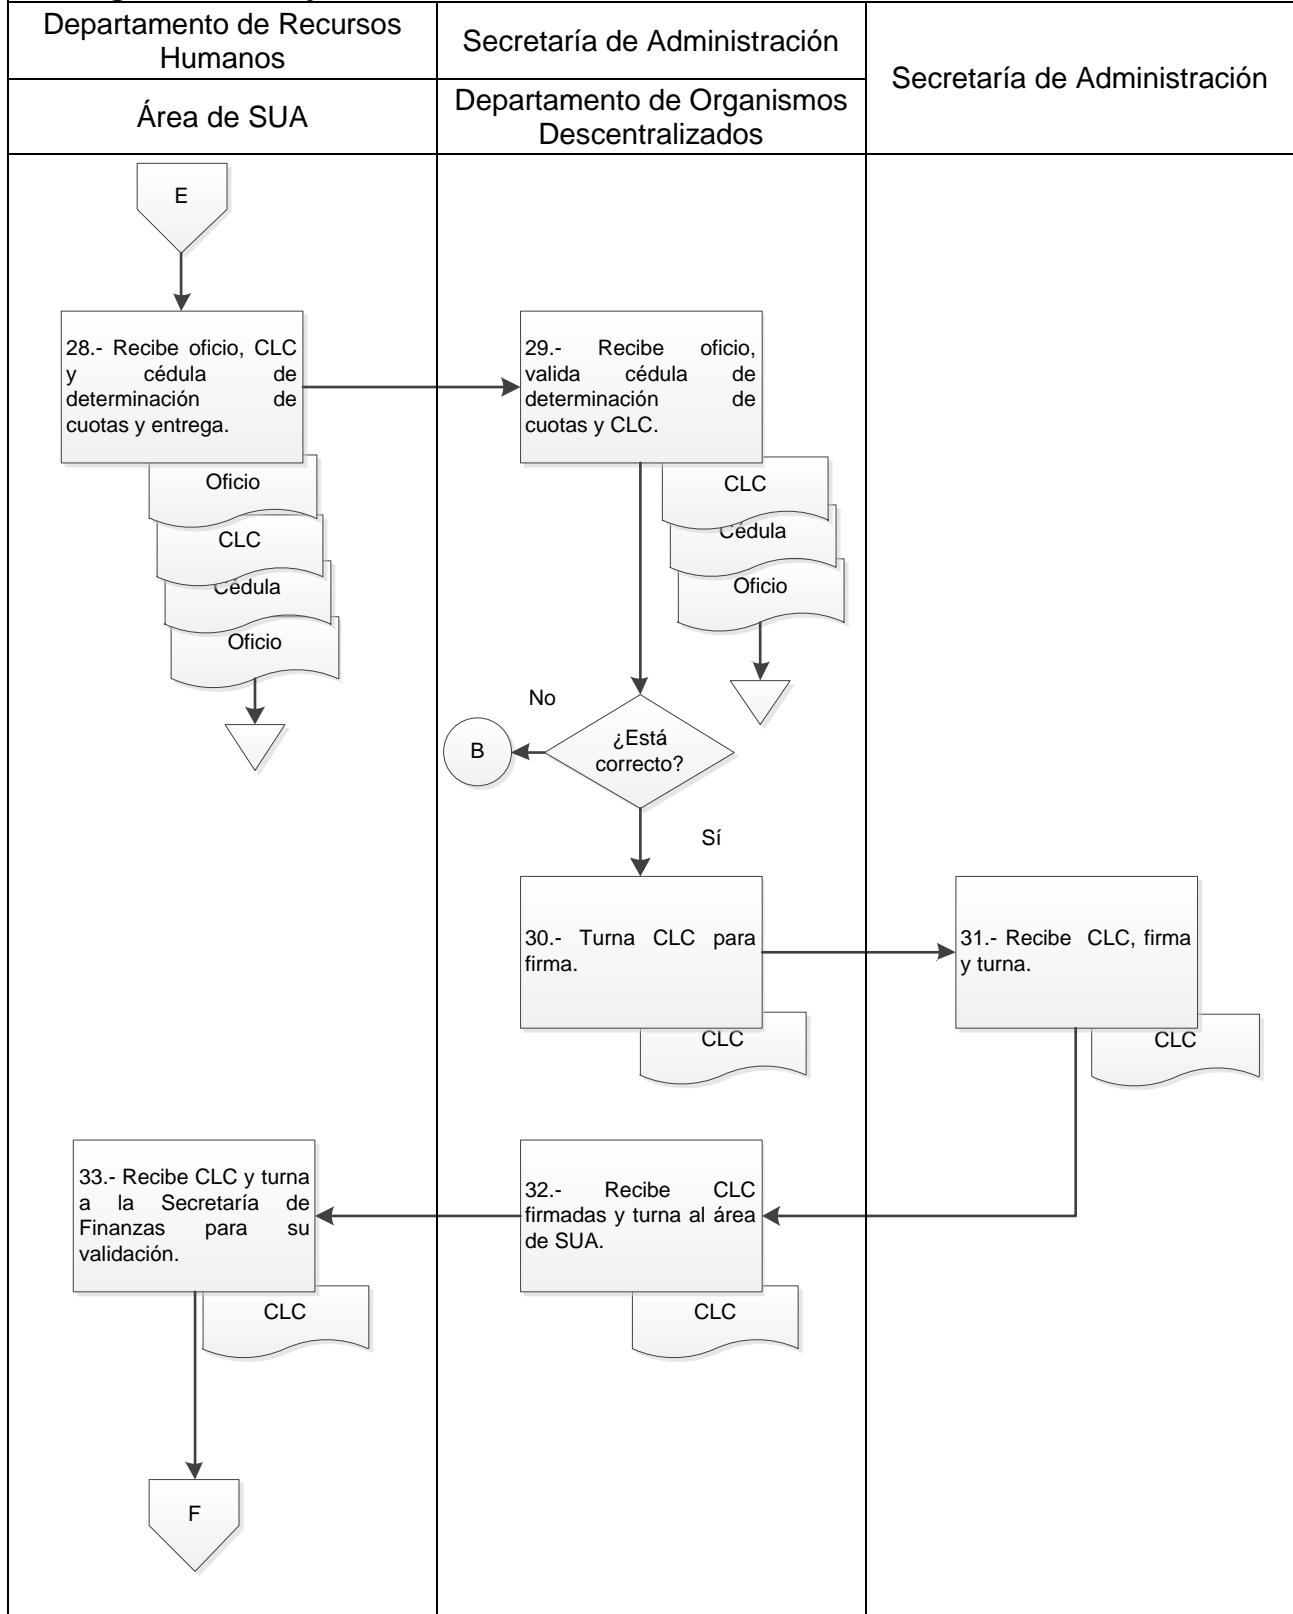 Departamento de Recursos
Humanos
Secretaría de Administración
Secretaría de Administración
Área de SUA
Departamento de Organismos
Descentralizados
E
28.- Recibe oficio, CLC
y cédula de
determinación de
cuotas y entrega.
Oficio
CLC
Cédula
Oficio
29.- Recibe oficio,
valida cédula de
determinación de
cuotas y CLC.
CLC
Cédula
Oficio
No
¿Está
correcto?
B
Sí
30.- Turna CLC para
firma.
CLC
31.- Recibe CLC, firma
y turna.
CLC
32.- Recibe CLC
firmadas y turna al área
de SUA.
CLC
33.- Recibe CLC y turna
a la Secretaría de
Finanzas para su
validación.
CLC
F